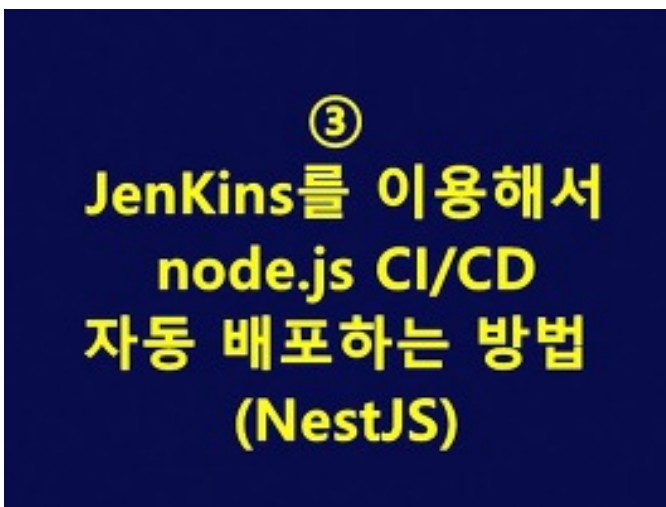 ③
JenKins를 이용해서
node.js CI/CD
자동 배포하는 방법
(NestJS)